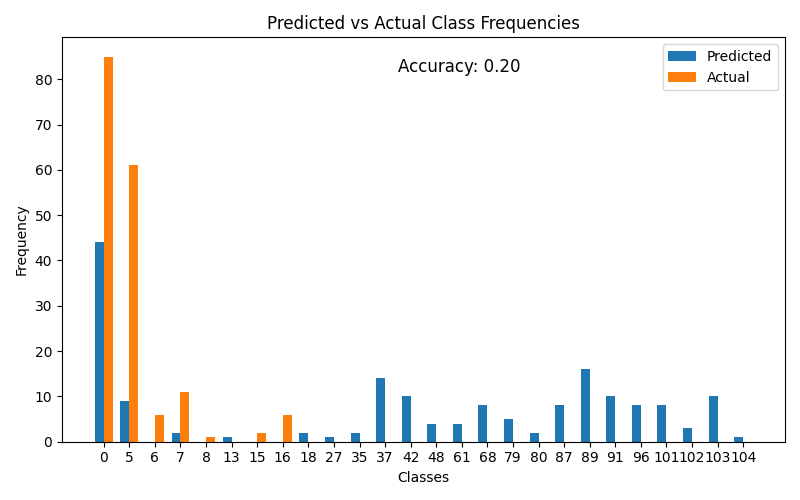 Predicted vs Actual Class Frequencies
Accuracy: 0.20
Predicted
Actual
80
70
60
50
40
30
20
10
0
Frequency
0 5 6 7 8 13 15 16 18 27 35 37 42 48 61 68 79 80 87 89 91 96 101 102 103 104
Classes